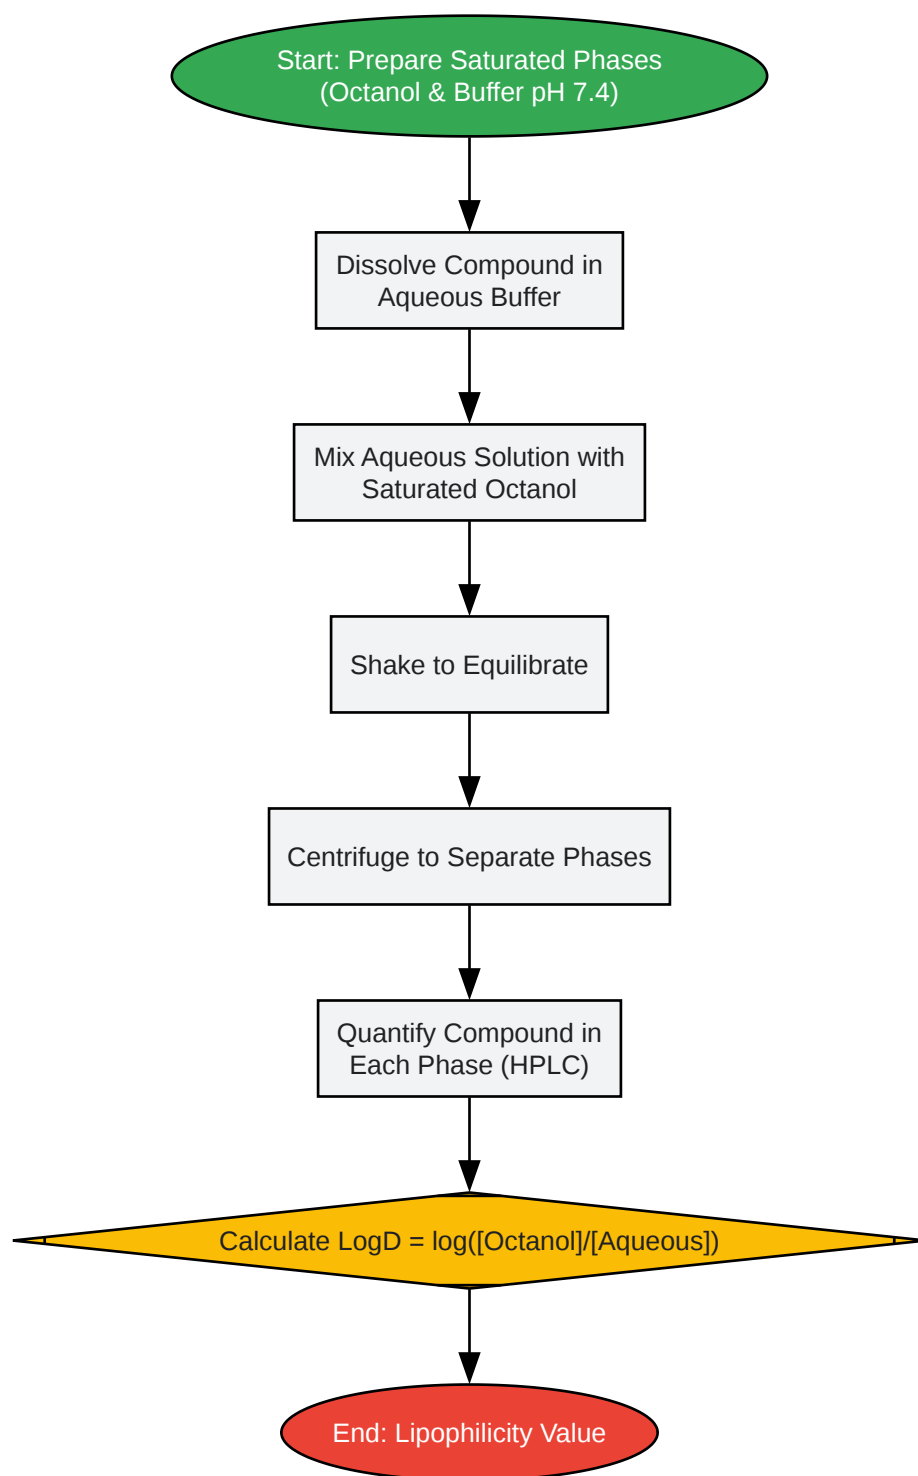 Start: Prepare Saturated Phases
(Octanol & Buffer pH 7.4)
Dissolve Compound in
Aqueous Buffer
Mix Aqueous Solution with
Saturated Octanol
Shake to Equilibrate
Centrifuge to Separate Phases
Quantify Compound in
Each Phase (HPLC)
Calculate LogD = log([Octanol]/[Aqueous])
End: Lipophilicity Value